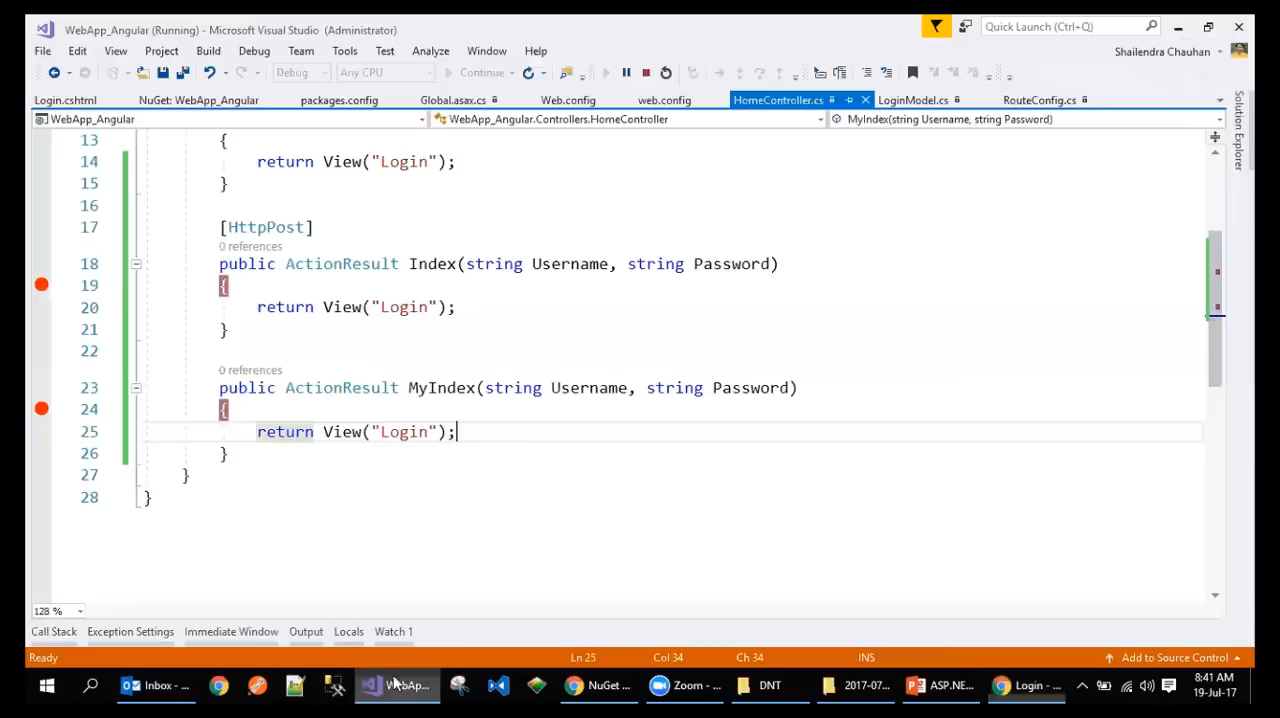 WebApp_Angular (Running) - Microsoft Visual Studio (Administrator)
Quick Launch (Ctrl+Q)
File Edit View Project Build Debug Team Tools Test Analyze Window Help
Shailendra Chauhan
Debug Any CPU Continue
Login.cshtml NuGet: WebApp_Angular packages.config Global.asax.cs Web.config web.config HomeController.cs LoginModel.cs RouteConfig.cs
WebApp_Angular WebApp_Angular.Controllers.HomeController MyIndex(string Username, string Password)
Solution Explorer
13 {
14 return View("Login");
15 }
16
17 [HttpPost]
0 references
18 public ActionResult Index(string Username, string Password)
19 {
20 return View("Login");
21 }
22
0 references
23 public ActionResult MyIndex(string Username, string Password)
24 {
25 return View("Login");
26 }
27 }
28 }
128 %
Call Stack Exception Settings Immediate Window Output Locals Watch 1
Ready Ln 25 Col 34 Ch 34 INS Add to Source Control
Inbox - ... WebAp... NuGet ... Zoom - ... DNT 2017-07... ASP.NE... Login - ... 8:41 AM
19-Jul-17